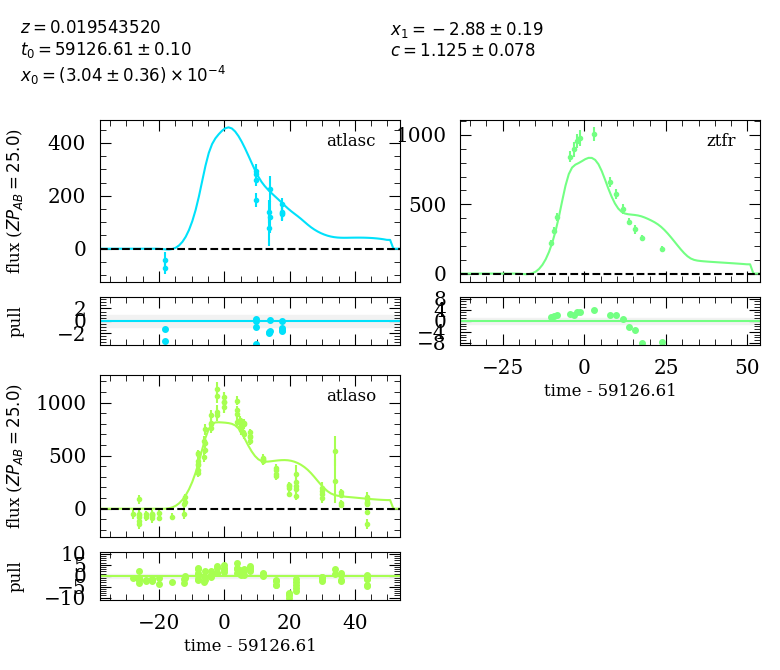 z = 0.019543520
t₀ = 59126.61 ± 0.10
x₀ = (3.04 ± 0.36) × 10⁻⁴
x₁ = −2.88 ± 0.19
c = 1.125 ± 0.078
atlasc
flux (ZP_AB = 25.0)
400
200
0
pull
2
0
−2
ztfr
1000
500
0
8
4
0
−4
−8
−25
0
25
50
time - 59126.61
atlaso
flux (ZP_AB = 25.0)
1000
500
0
pull
10
5
0
−5
−10
−20
0
20
40
time - 59126.61